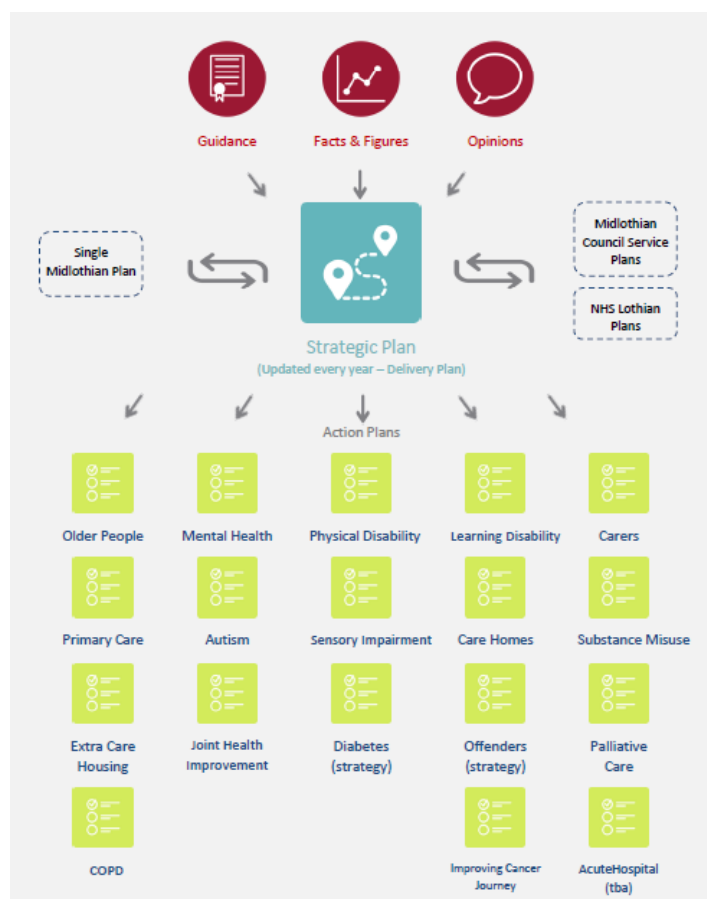 Guidance
Facts & Figures
Opinions
Single
Midlothian Plan
Midlothian
Council Service
Plans
NHS Lothian
Plans
Strategic Plan
(Updated every year – Delivery Plan)
Action Plans
Older People
Mental Health
Physical Disability
Learning Disability
Carers
Primary Care
Autism
Sensory Impairment
Care Homes
Substance Misuse
Extra Care
Housing
Joint Health
Improvement
Diabetes
(strategy)
Offenders
(strategy)
Palliative
Care
COPD
Improving Cancer
Journey
AcuteHospital
(tba)